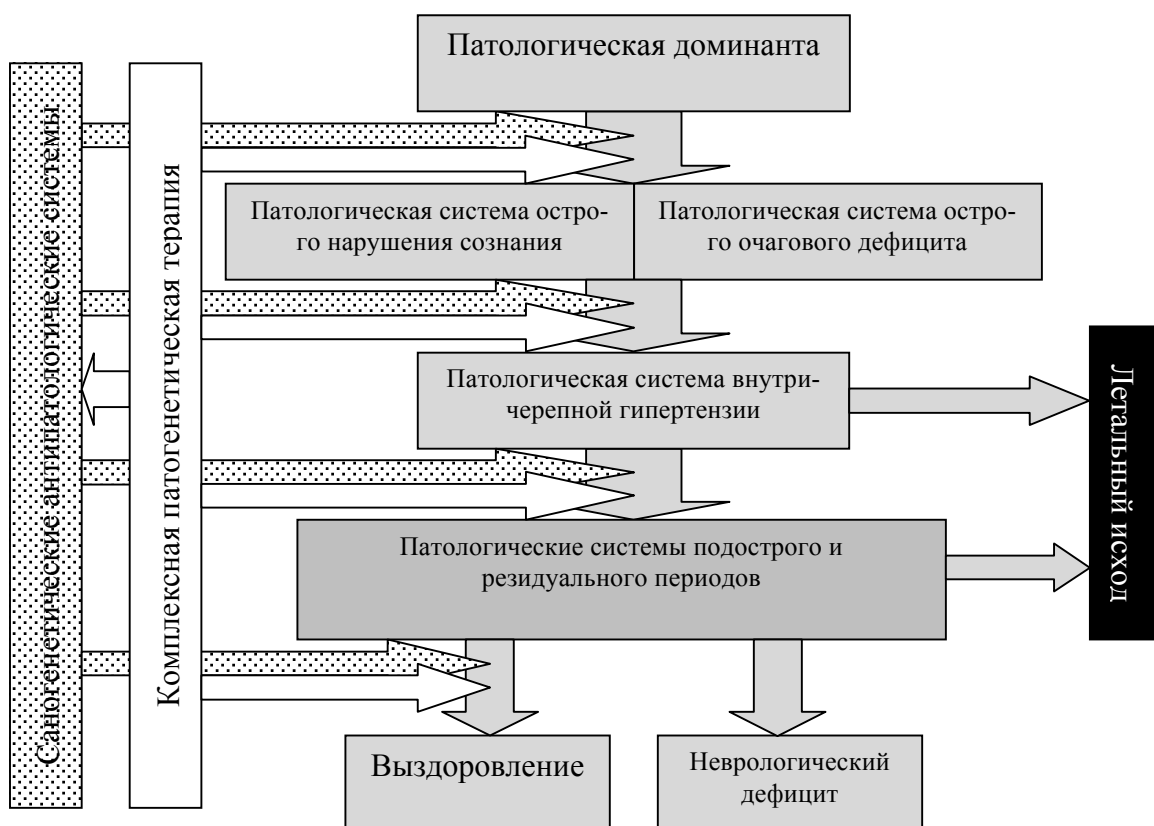 Патологическая доминанта
Саногенетические антипатологические системы
Комплексная патогенетическая терапия
Патологическая система остро-
го нарушения сознания
Патологическая система остро-
го очагового дефицита
Патологическая система внутри-
черепной гипертензии
Летальный исход
Патологические системы подострого и
резидуального периодов
Выздоровление
Неврологический
дефицит